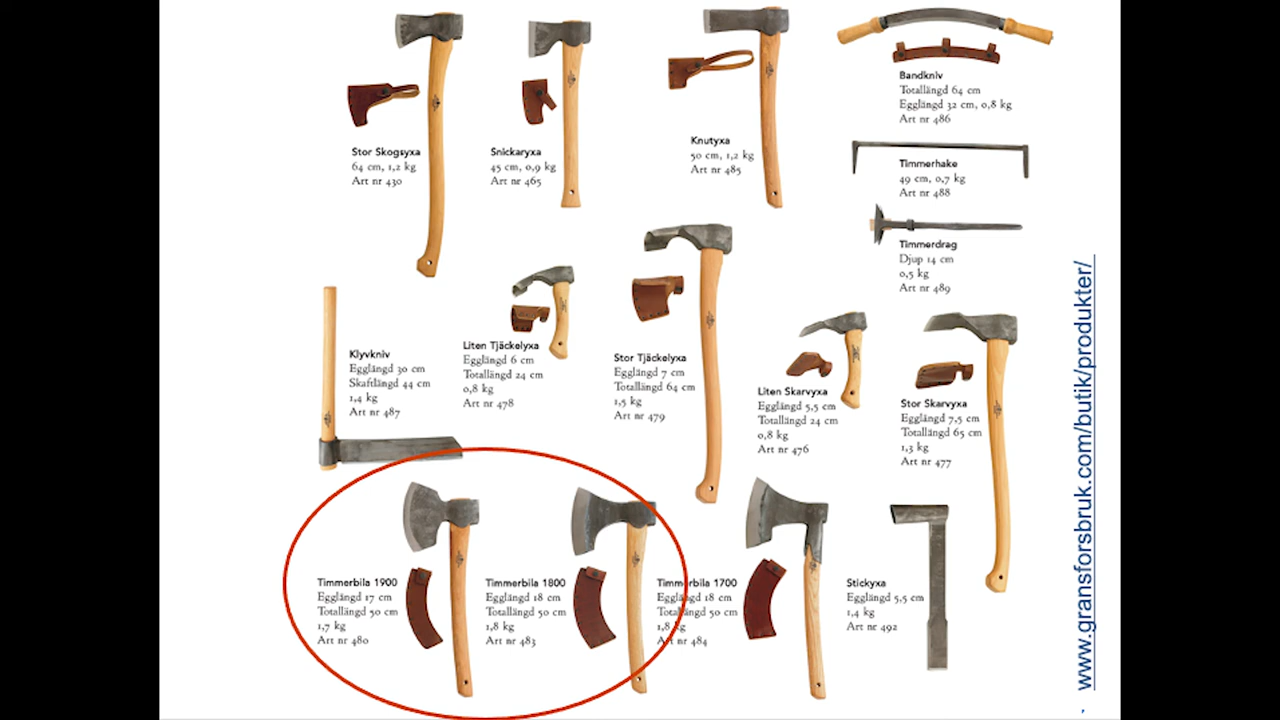 Stor Skogsyxa
64 cm, 1,2 kg
Art nr 430
Snickaryxa
45 cm, 0,9 kg
Art nr 465
Knutyxa
50 cm, 1,2 kg
Art nr 485
Bandkniv
Totallängd 64 cm
Egglängd 32 cm, 0,8 kg
Art nr 486
Timmerhake
49 cm, 0,7 kg
Art nr 488
Timmerdrag
Djup 14 cm
0,5 kg
Art nr 489
Klyvkniv
Egglängd 30 cm
Skaftlängd 44 cm
1,4 kg
Art nr 487
Liten Tjäckelyxa
Egglängd 6 cm
Totallängd 24 cm
0,8 kg
Art nr 478
Stor Tjäckelyxa
Egglängd 7 cm
Totallängd 64 cm
1,5 kg
Art nr 479
Liten Skarvyxa
Egglängd 5,5 cm
Totallängd 24 cm
0,8 kg
Art nr 476
Stor Skarvyxa
Egglängd 7,5 cm
Totallängd 65 cm
1,3 kg
Art nr 477
Timmerbila 1900
Egglängd 17 cm
Totallängd 50 cm
1,7 kg
Art nr 480
Timmerbila 1800
Egglängd 18 cm
Totallängd 50 cm
1,8 kg
Art nr 483
Timmerbila 1700
Egglängd 18 cm
Totallängd 50 cm
1,8 kg
Art nr 484
Stickyxa
Egglängd 5,5 cm
1,4 kg
Art nr 492
www.gransforsbruk.com/butik/produkter/